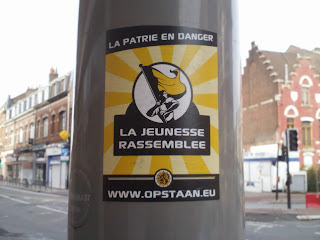 LA PATRIE EN DANGER
LA JEUNESSE
RASSEMBLEE
WWW.OPSTAAN.EU